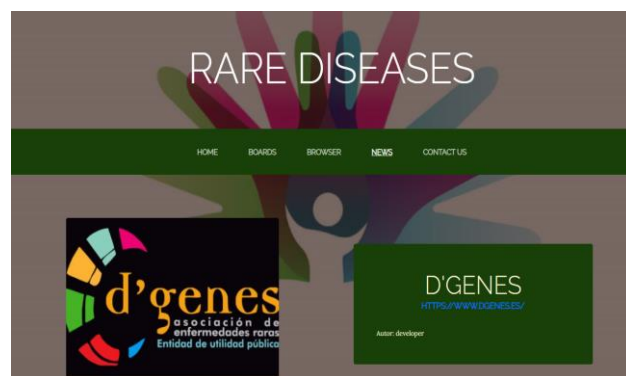 RARE DISEASES
HOME BOARDS BROWSER NEWS CONTACT US
d'genes
asociación de
enfermedades raras
Entidad de utilidad pública
D'GENES
HTTPS://WWW.DGENES.ES/
Autor: developer